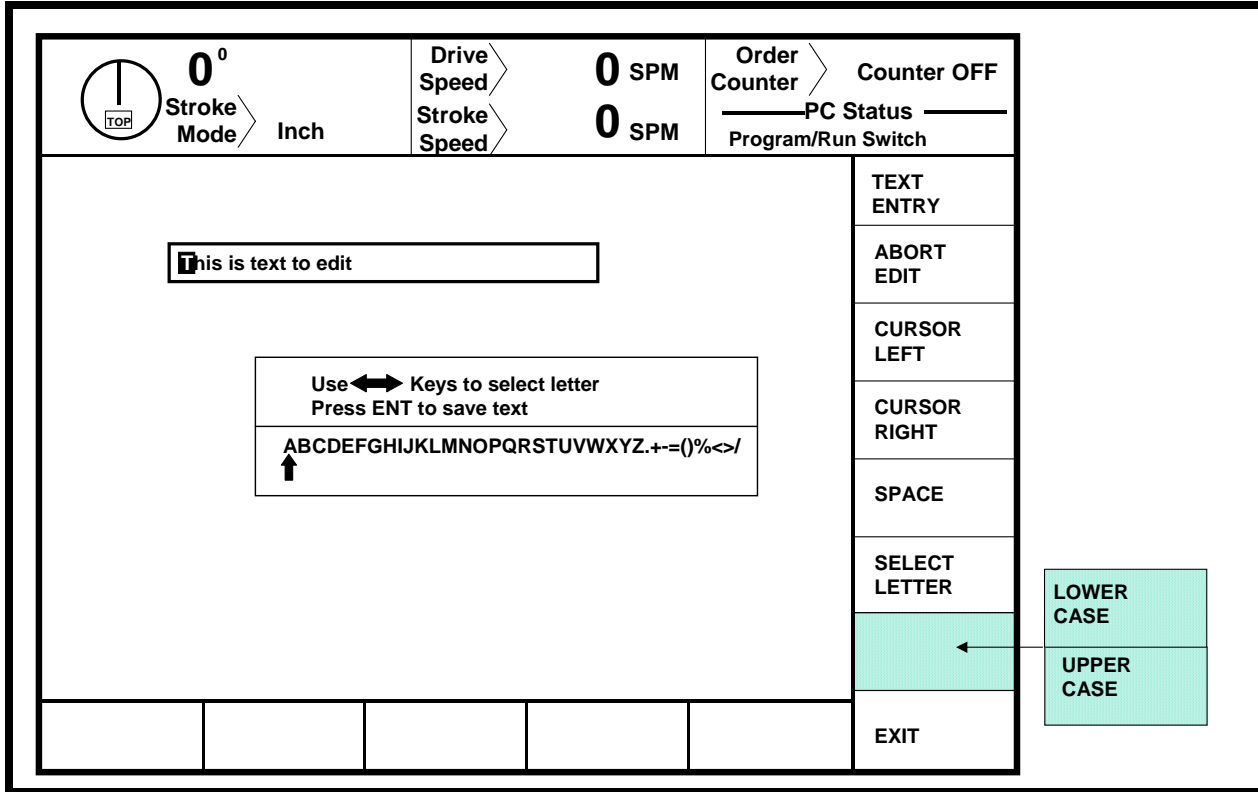 0°
TOP
Stroke
Mode
Inch
Drive
Speed
0 SPM
Stroke
Speed
0 SPM
Order
Counter
Counter OFF
PC Status
Program/Run Switch
This is text to edit
Use Keys to select letter
Press ENT to save text
ABCDEFGHIJKLMNOPQRSTUVWXYZ.+-=()%<>/
TEXT
ENTRY
ABORT
EDIT
CURSOR
LEFT
CURSOR
RIGHT
SPACE
SELECT
LETTER
LOWER
CASE
UPPER
CASE
EXIT